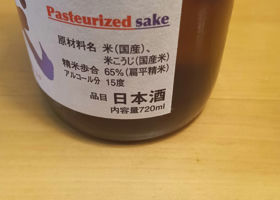 Pasteurized sake
原材料名 米(国産)、
米こうじ(国産米)
精米歩合 65%(扁平精米)
アルコール分 15度
品目 日本酒
内容量720ml